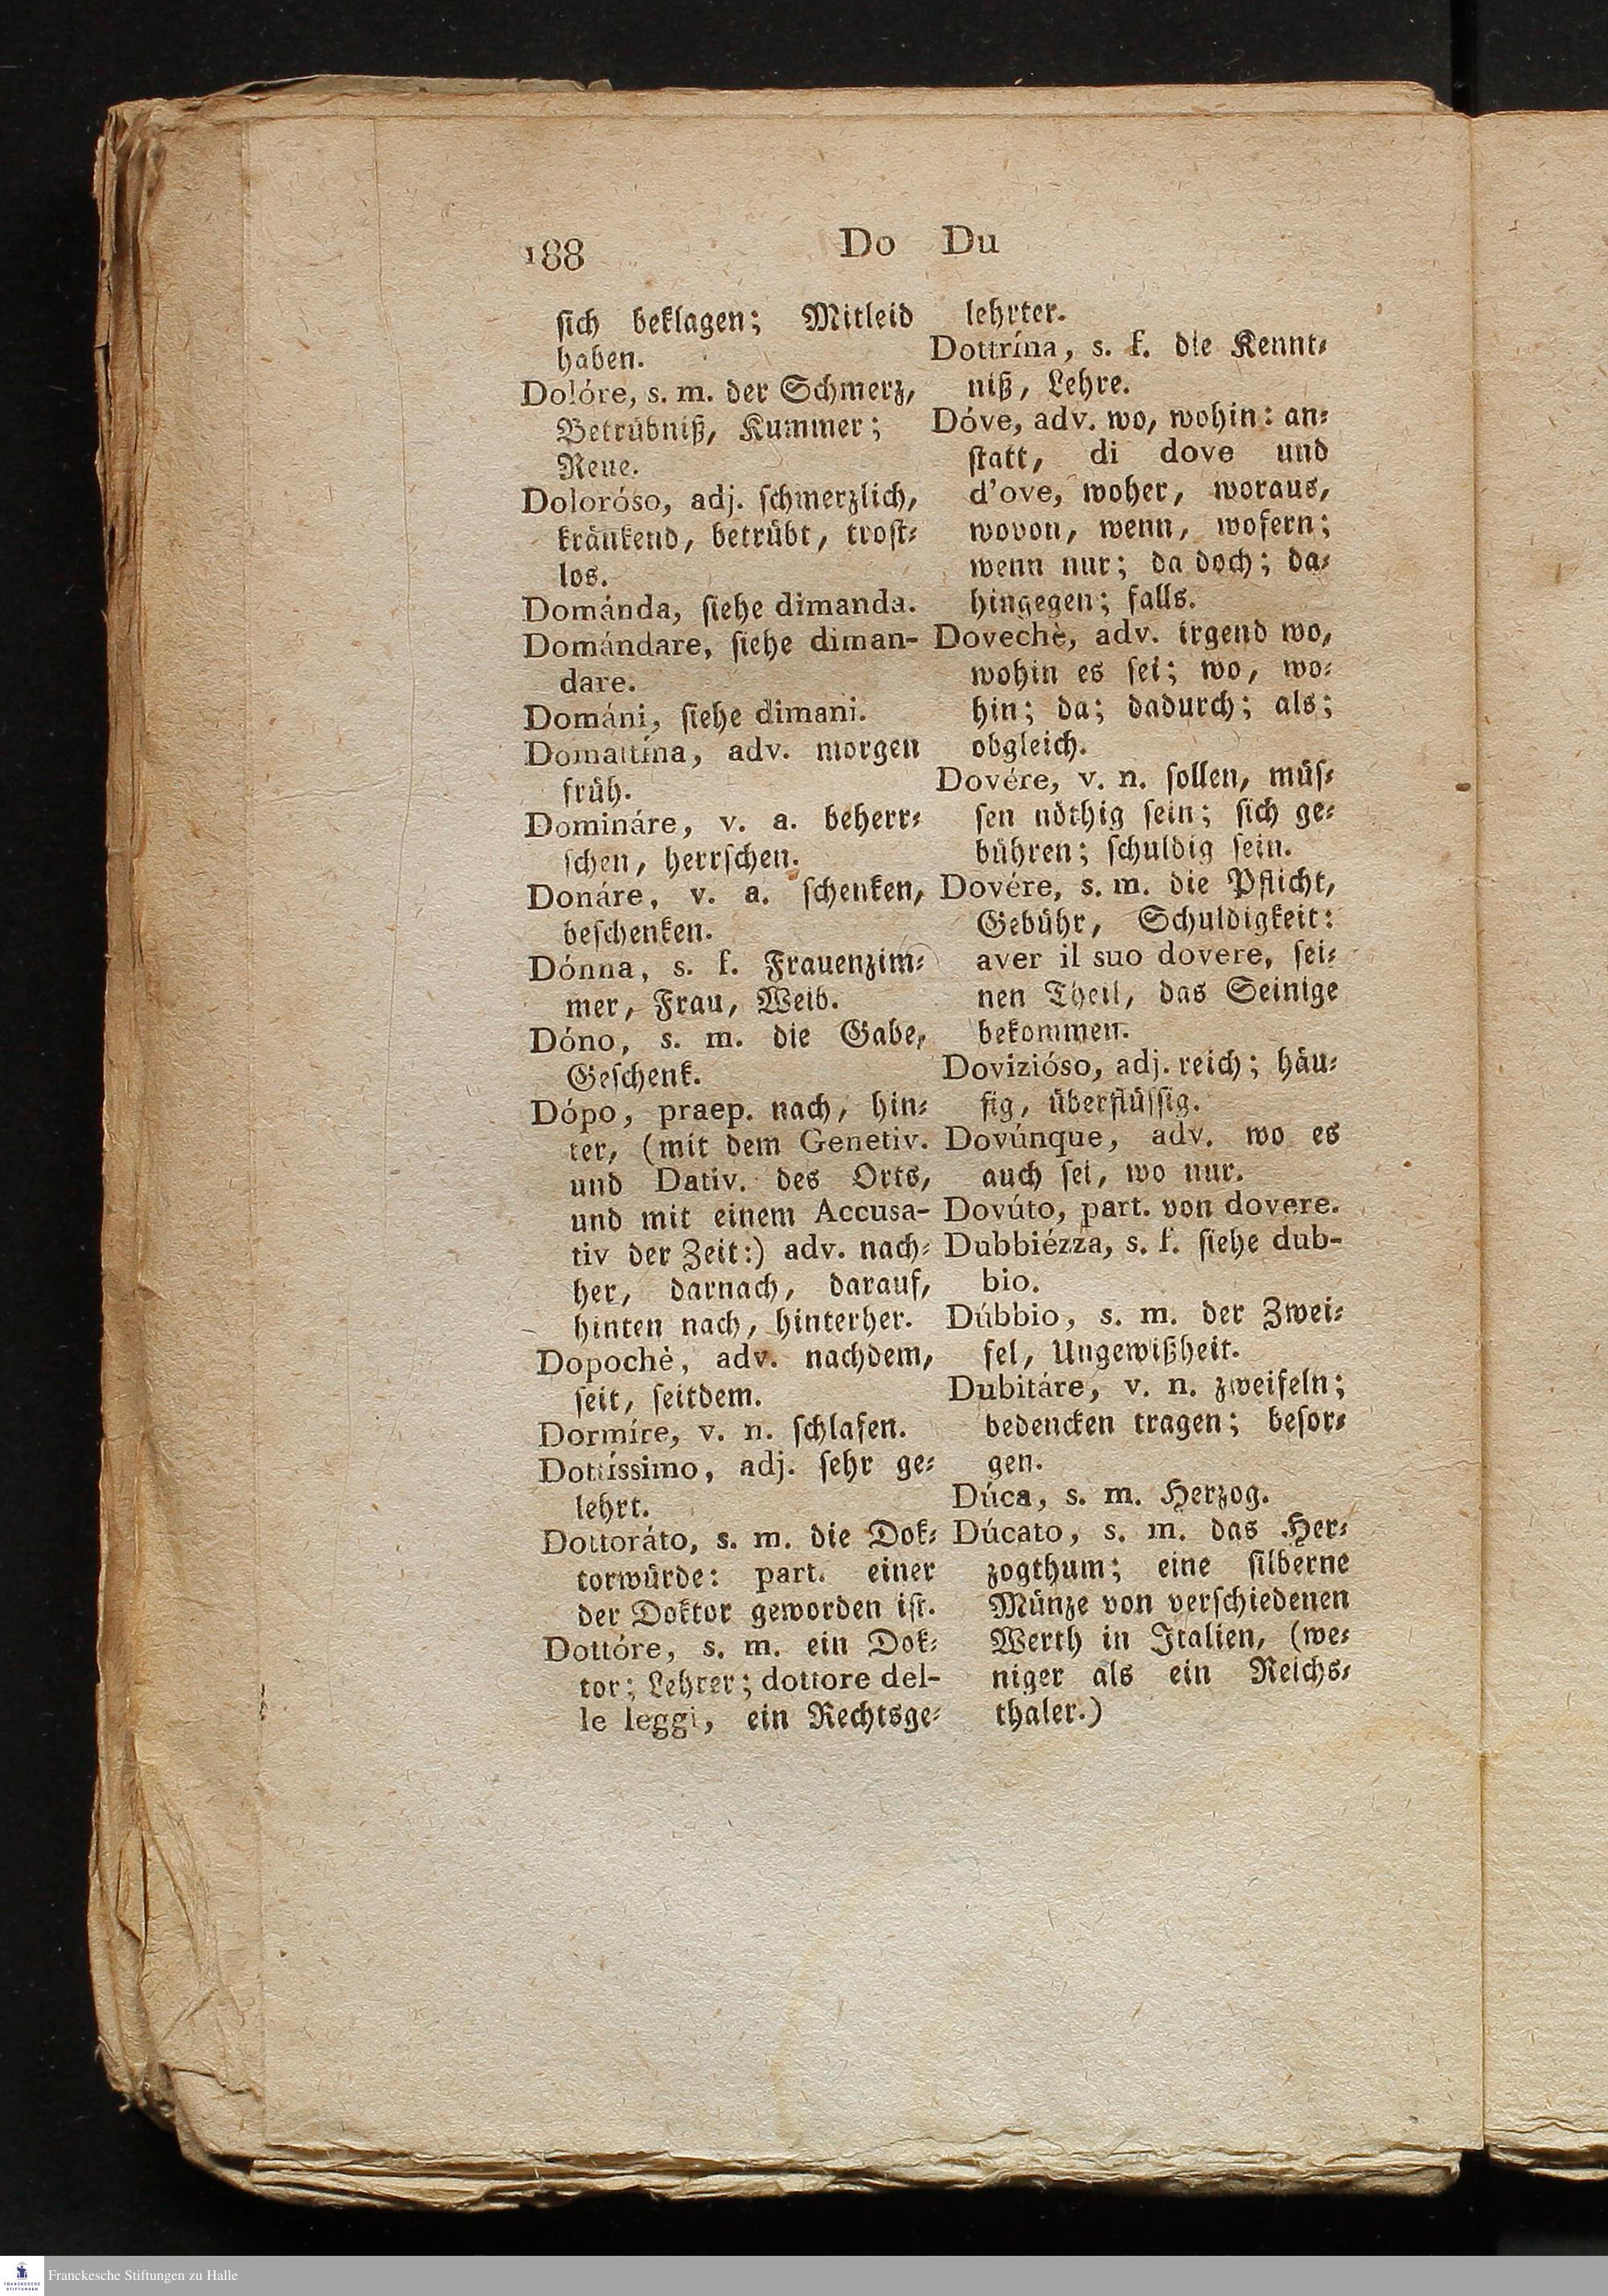 188
Do Du
sich beklagen; Mitleid
haben.
Dolóre, s. m. der Schmerz,
Betrübniß, Kummer;
Reue.
Doloróso, adj. schmerzlich,
kränkend, betrübt, trost-
los.
Dománda, siehe dimanda.
Domándare, siehe diman-
dare.
Dománi, siehe dimani.
Domattína, adv. morgen
früh.
Domináre, v. a. beherr-
schen, herrschen.
Donáre, v. a. schenken,
beschenken.
Dónna, s. f. Frauenzim-
mer, Frau, Weib.
Dóno, s. m. die Gabe,
Geschenk.
Dópo, praep. nach, hin-
ter, (mit dem Genetiv.
und Dativ. des Orts,
und mit einem Accusa-
tiv der Zeit:) adv. nach-
her, darnach, darauf,
hinten nach, hinterher.
Dopochè, adv. nachdem,
seit, seitdem.
Dormíre, v. n. schlafen.
Dottíssimo, adj. sehr ge-
lehrt.
Dottoráto, s. m. die Dok-
torwürde: part. einer
der Doktor geworden ist.
Dottóre, s. m. ein Dok-
tor; Lehrer; dottore del-
le leggi, ein Rechtsge-
lehrter.
Dottrína, s. f. die Kennt-
niß, Lehre.
Dóve, adv. wo, wohin: an-
statt, di dove und
d'ove, woher, woraus,
wovon, wenn, wofern;
wenn nur; da doch; da-
hingegen; falls.
Dovechè, adv. irgend wo,
wohin es sei; wo, wo-
hin; da; dadurch; als;
obgleich.
Dovére, v. n. sollen, müs-
sen nöthig sein; sich ge-
bühren; schuldig sein.
Dovére, s. m. die Pflicht,
Gebühr, Schuldigkeit:
aver il suo dovere, sei-
nen Theil, das Seinige
bekommen.
Dovizióso, adj. reich; häu-
fig, überflüssig.
Dovúnque, adv. wo es
auch sei, wo nur.
Dovúto, part. von dovere.
Dubbiézza, s. f. siehe dub-
bio.
Dúbbio, s. m. der Zwei-
fel, Ungewißheit.
Dubitáre, v. n. zweifeln;
bedencken tragen; besor-
gen.
Dúca, s. m. Herzog.
Dúcato, s. m. das Her-
zogthum; eine silberne
Münze von verschiedenen
Werth in Italien, (we-
niger als ein Reichs-
thaler.)
FRANCKESCHE
STIFTUNGEN
Franckesche Stiftungen zu Halle